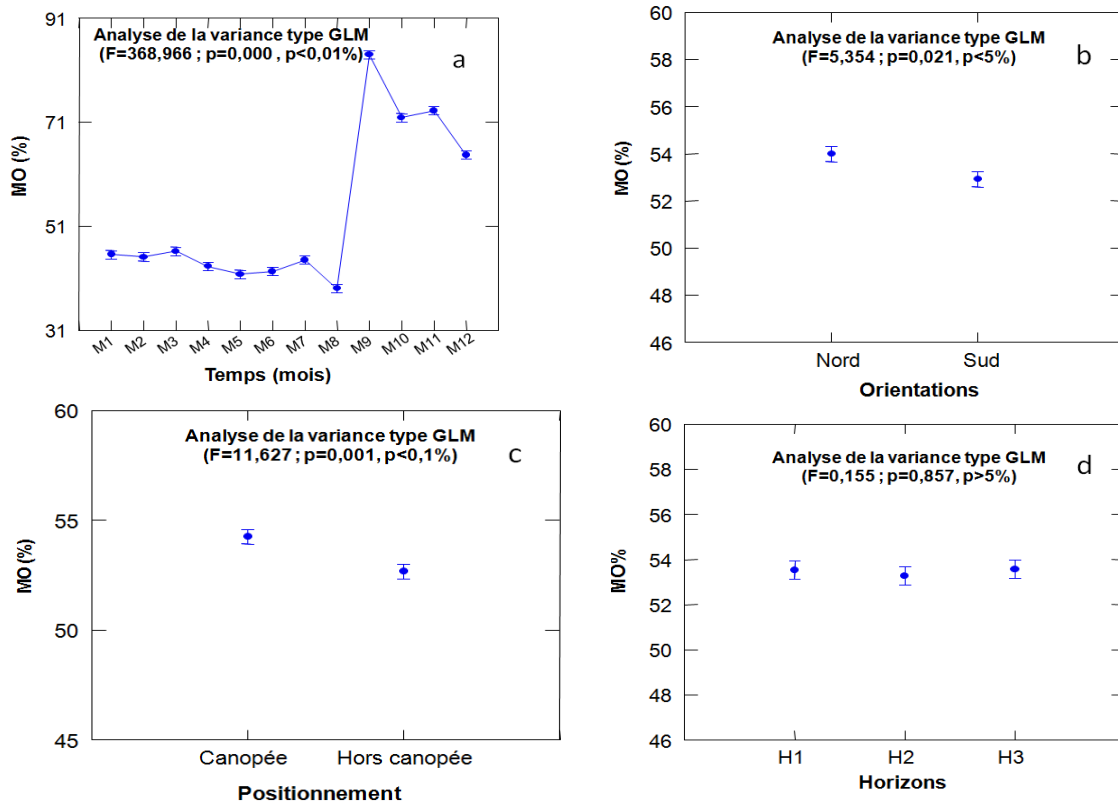 91
71
51
31
MO (%)
Analyse de la variance type GLM
(F=368,966 ; p=0,000 , p<0,01%)
a
M1 M2 M3 M4 M5 M6 M7 M8 M9 M10 M11 M12
Temps (mois)
60
58
56
54
52
50
48
46
MO (%)
Analyse de la variance type GLM
(F=5,354 ; p=0,021, p<5%)
b
Nord Sud
Orientations
60
55
50
45
MO (%)
Analyse de la variance type GLM
(F=11,627 ; p=0,001, p<0,1%)
c
Canopée Hors canopée
Positionnement
60
58
56
54
52
50
48
46
MO%
Analyse de la variance type GLM
(F=0,155 ; p=0,857, p>5%)
d
H1 H2 H3
Horizons